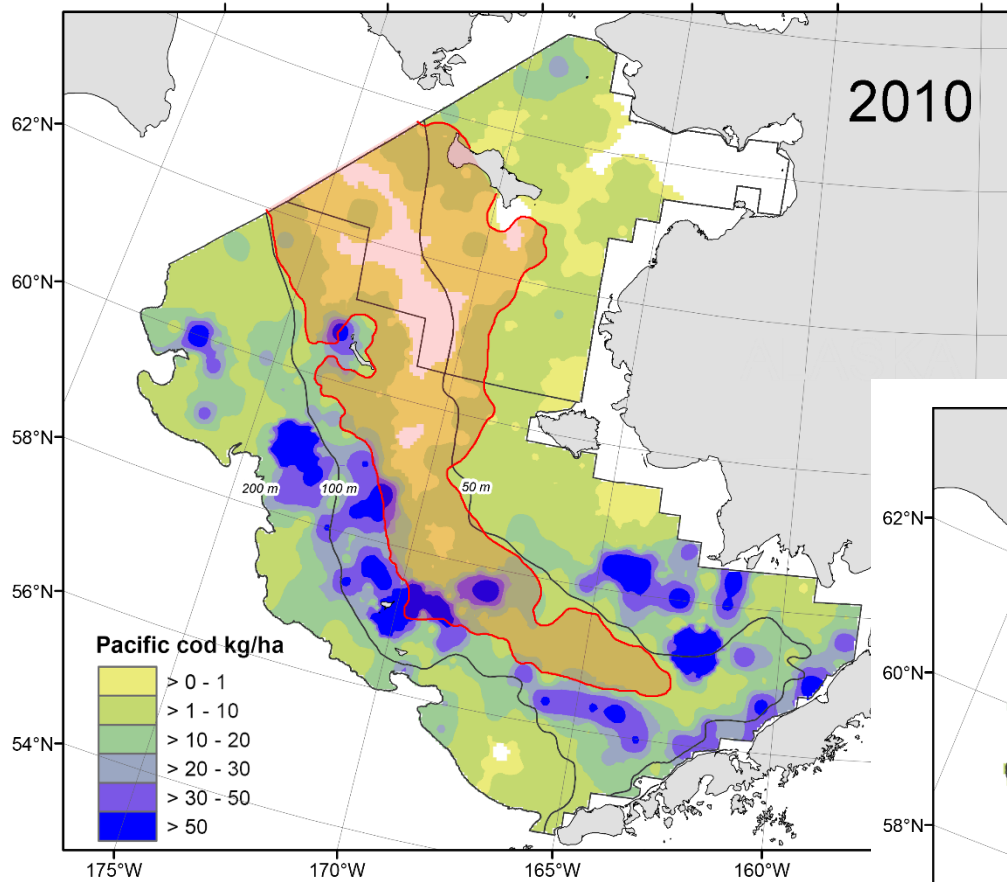 2010
62°N
60°N
58°N
56°N
54°N
200 m
100 m
50 m
Pacific cod kg/ha
> 0 - 1
> 1 - 10
> 10 - 20
> 20 - 30
> 30 - 50
> 50
175°W
170°W
165°W
160°W
62°N
60°N
58°N